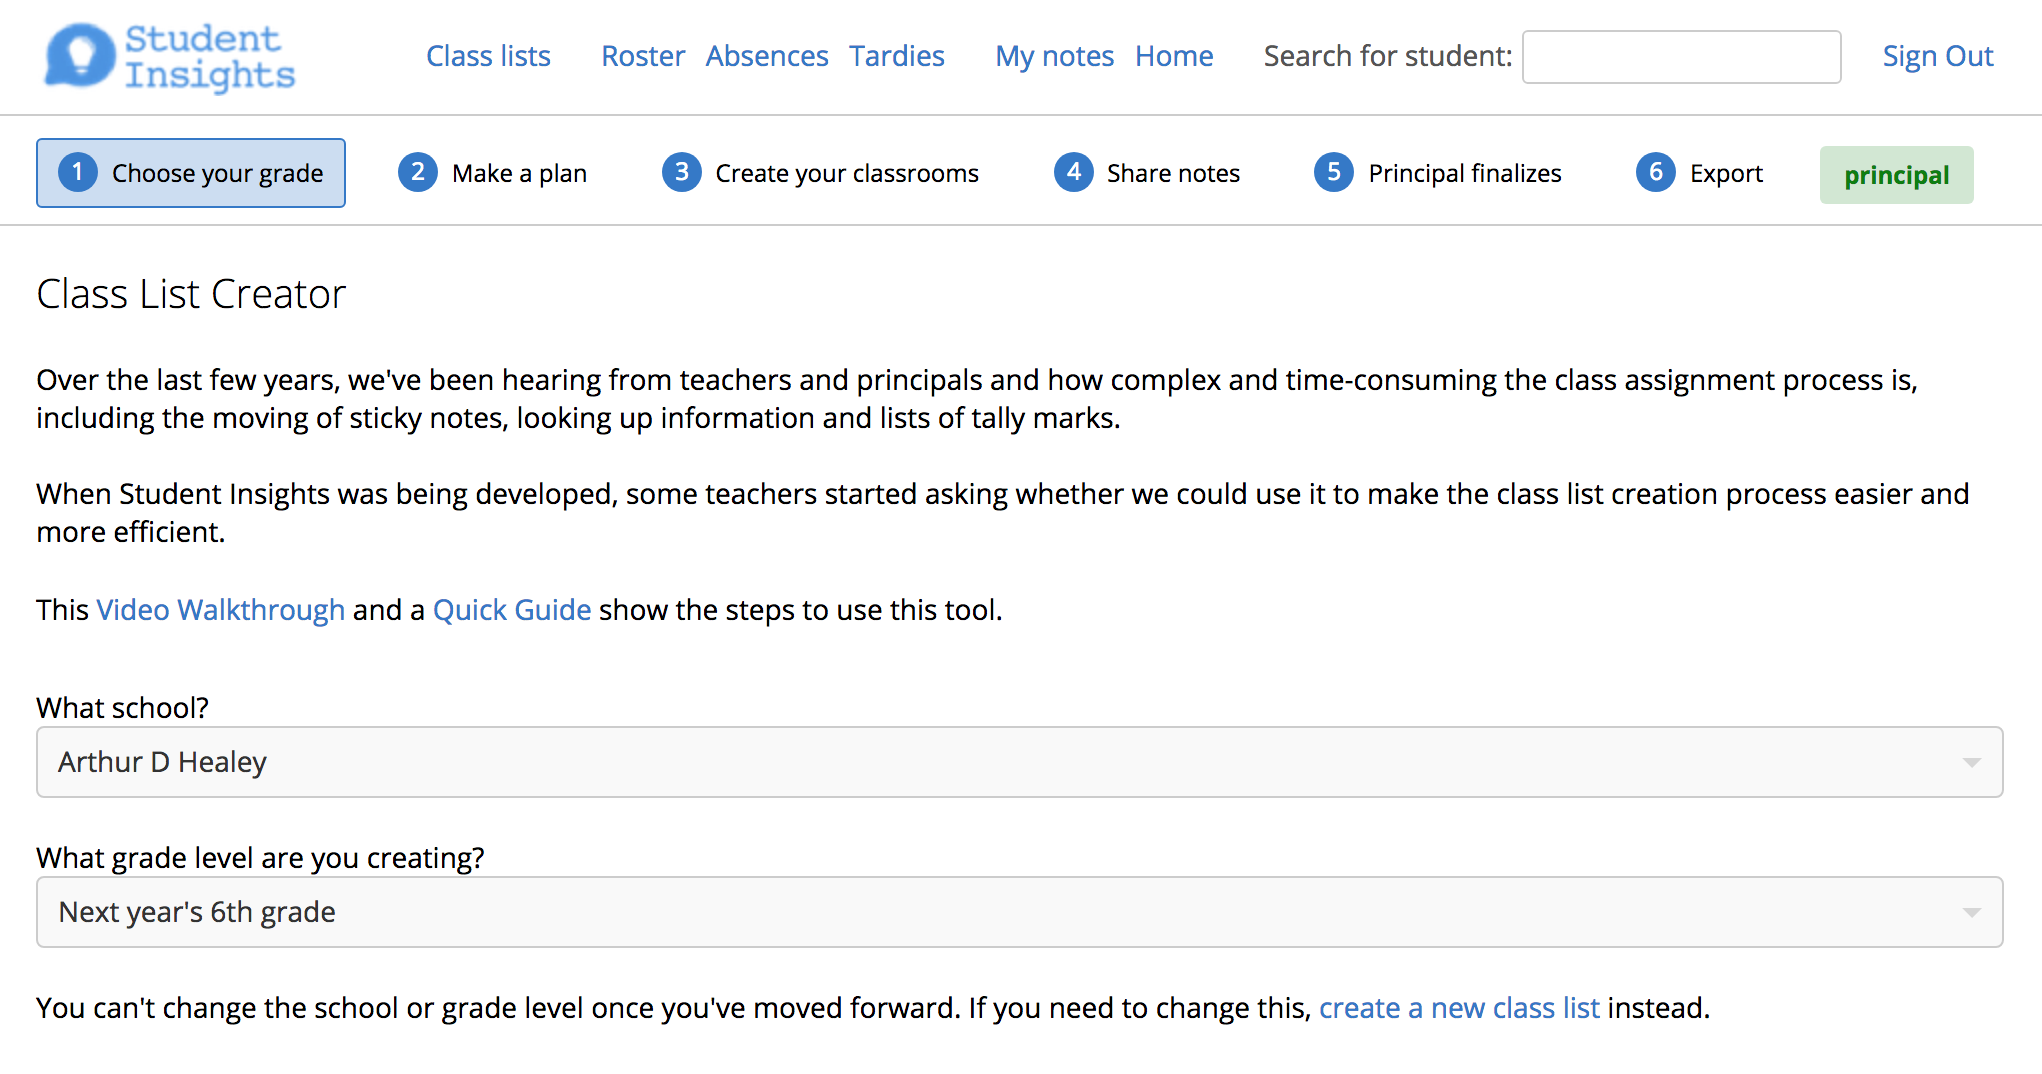 Student Insights
Class lists Roster Absences Tardies My notes Home Search for student: Sign Out
1 Choose your grade 2 Make a plan 3 Create your classrooms 4 Share notes 5 Principal finalizes 6 Export principal
Class List Creator
Over the last few years, we've been hearing from teachers and principals and how complex and time-consuming the class assignment process is,
including the moving of sticky notes, looking up information and lists of tally marks.
When Student Insights was being developed, some teachers started asking whether we could use it to make the class list creation process easier and
more efficient.
This Video Walkthrough and a Quick Guide show the steps to use this tool.
What school?
Arthur D Healey
What grade level are you creating?
Next year's 6th grade
You can't change the school or grade level once you've moved forward. If you need to change this, create a new class list instead.